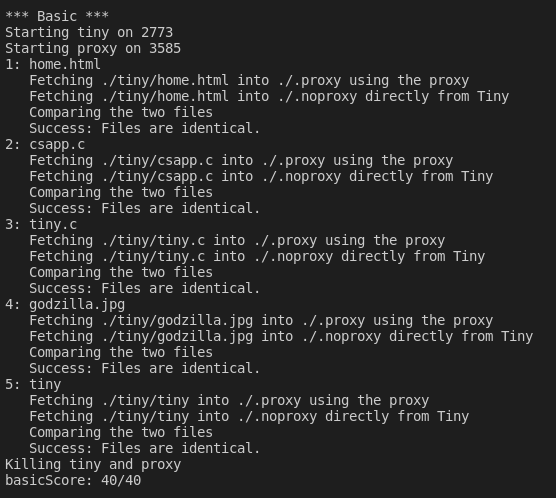 *** Basic ***
Starting tiny on 2773
Starting proxy on 3585
1: home.html
   Fetching ./tiny/home.html into ./.proxy using the proxy
   Fetching ./tiny/home.html into ./.noproxy directly from Tiny
   Comparing the two files
   Success: Files are identical.
2: csapp.c
   Fetching ./tiny/csapp.c into ./.proxy using the proxy
   Fetching ./tiny/csapp.c into ./.noproxy directly from Tiny
   Comparing the two files
   Success: Files are identical.
3: tiny.c
   Fetching ./tiny/tiny.c into ./.proxy using the proxy
   Fetching ./tiny/tiny.c into ./.noproxy directly from Tiny
   Comparing the two files
   Success: Files are identical.
4: godzilla.jpg
   Fetching ./tiny/godzilla.jpg into ./.proxy using the proxy
   Fetching ./tiny/godzilla.jpg into ./.noproxy directly from Tiny
   Comparing the two files
   Success: Files are identical.
5: tiny
   Fetching ./tiny/tiny into ./.proxy using the proxy
   Fetching ./tiny/tiny into ./.noproxy directly from Tiny
   Comparing the two files
   Success: Files are identical.
Killing tiny and proxy
basicScore: 40/40